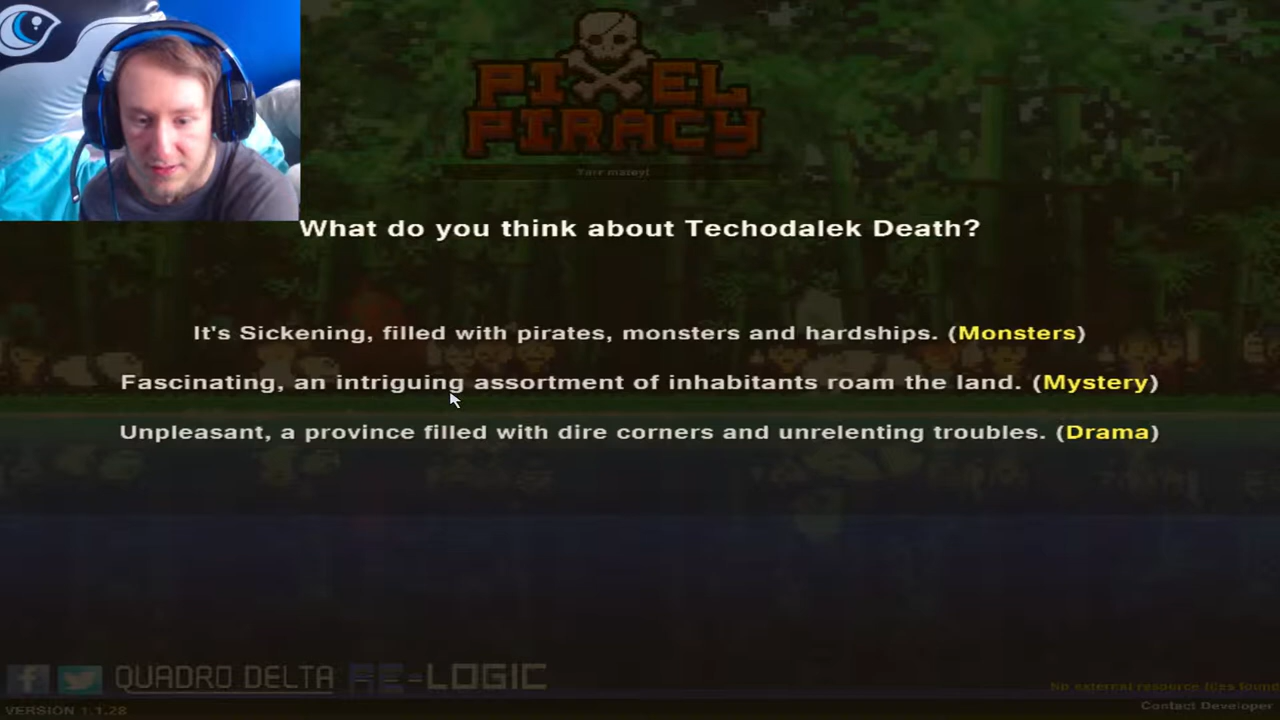 PIXEL
PIRACY
Yarr matey!
What do you think about Techodalek Death?
It's Sickening, filled with pirates, monsters and hardships. (Monsters)
Fascinating, an intriguing assortment of inhabitants roam the land. (Mystery)
Unpleasant, a province filled with dire corners and unrelenting troubles. (Drama)
QUADRO DELTA RE-LOGIC
No external resource files found
VERSION 1.1.28
Contact Developer